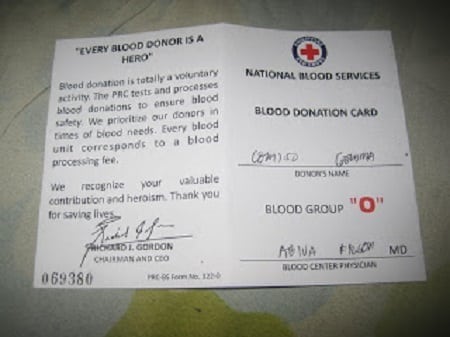 "EVERY BLOOD DONOR IS A
HERO"
Blood donation is totally a voluntary
activity. The PRC tests and processes
blood donations to ensure blood
safety. We prioritize our donors in
times of blood needs. Every blood
unit corresponds to a blood
processing fee.
We recognize your valuable
contribution and heroism. Thank you
for saving lives.
RICHARD J. GORDON
CHAIRMAN AND CEO
069380
PRC-BS Form No. 122-0
NATIONAL BLOOD SERVICES
BLOOD DONATION CARD
DONOR'S NAME
BLOOD GROUP "O"
MD
BLOOD CENTER PHYSICIAN